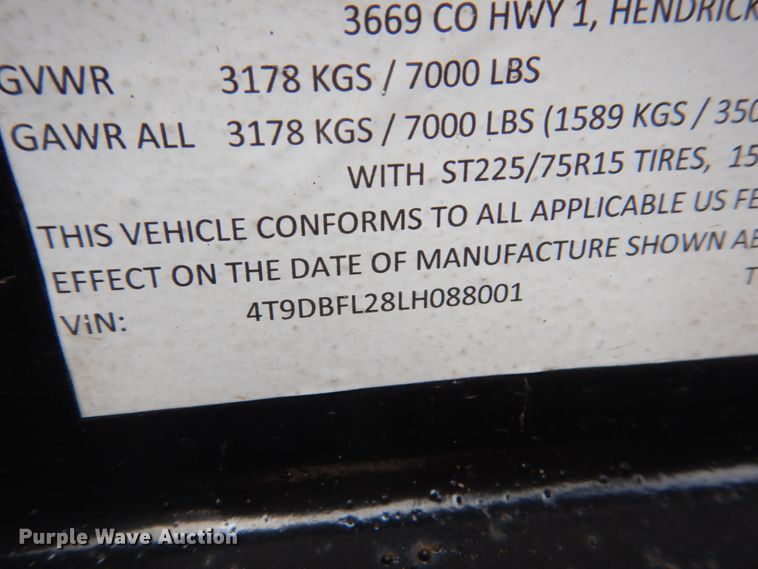 3669 CO HWY 1, HENDRICK
GVWR 3178 KGS / 7000 LBS
GAWR ALL 3178 KGS / 7000 LBS (1589 KGS / 350
WITH ST225/75R15 TIRES, 15
THIS VEHICLE CONFORMS TO ALL APPLICABLE US FE
EFFECT ON THE DATE OF MANUFACTURE SHOWN AB
T
ViN: 4T9DBFL28LH088001
Purple Wave Auction